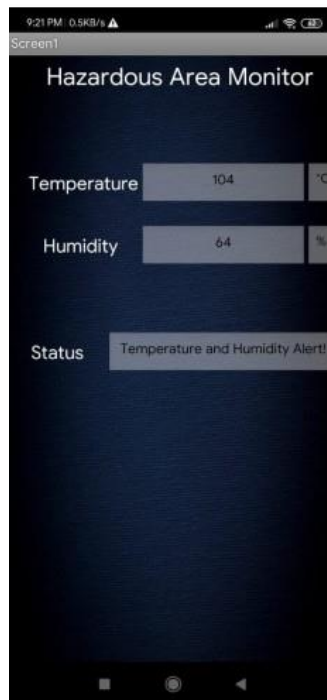 9:21 PM 0.5KB/s
Screen1
Hazardous Area Monitor
Temperature 104 °C
Humidity 64 %
Status Temperature and Humidity Alert!